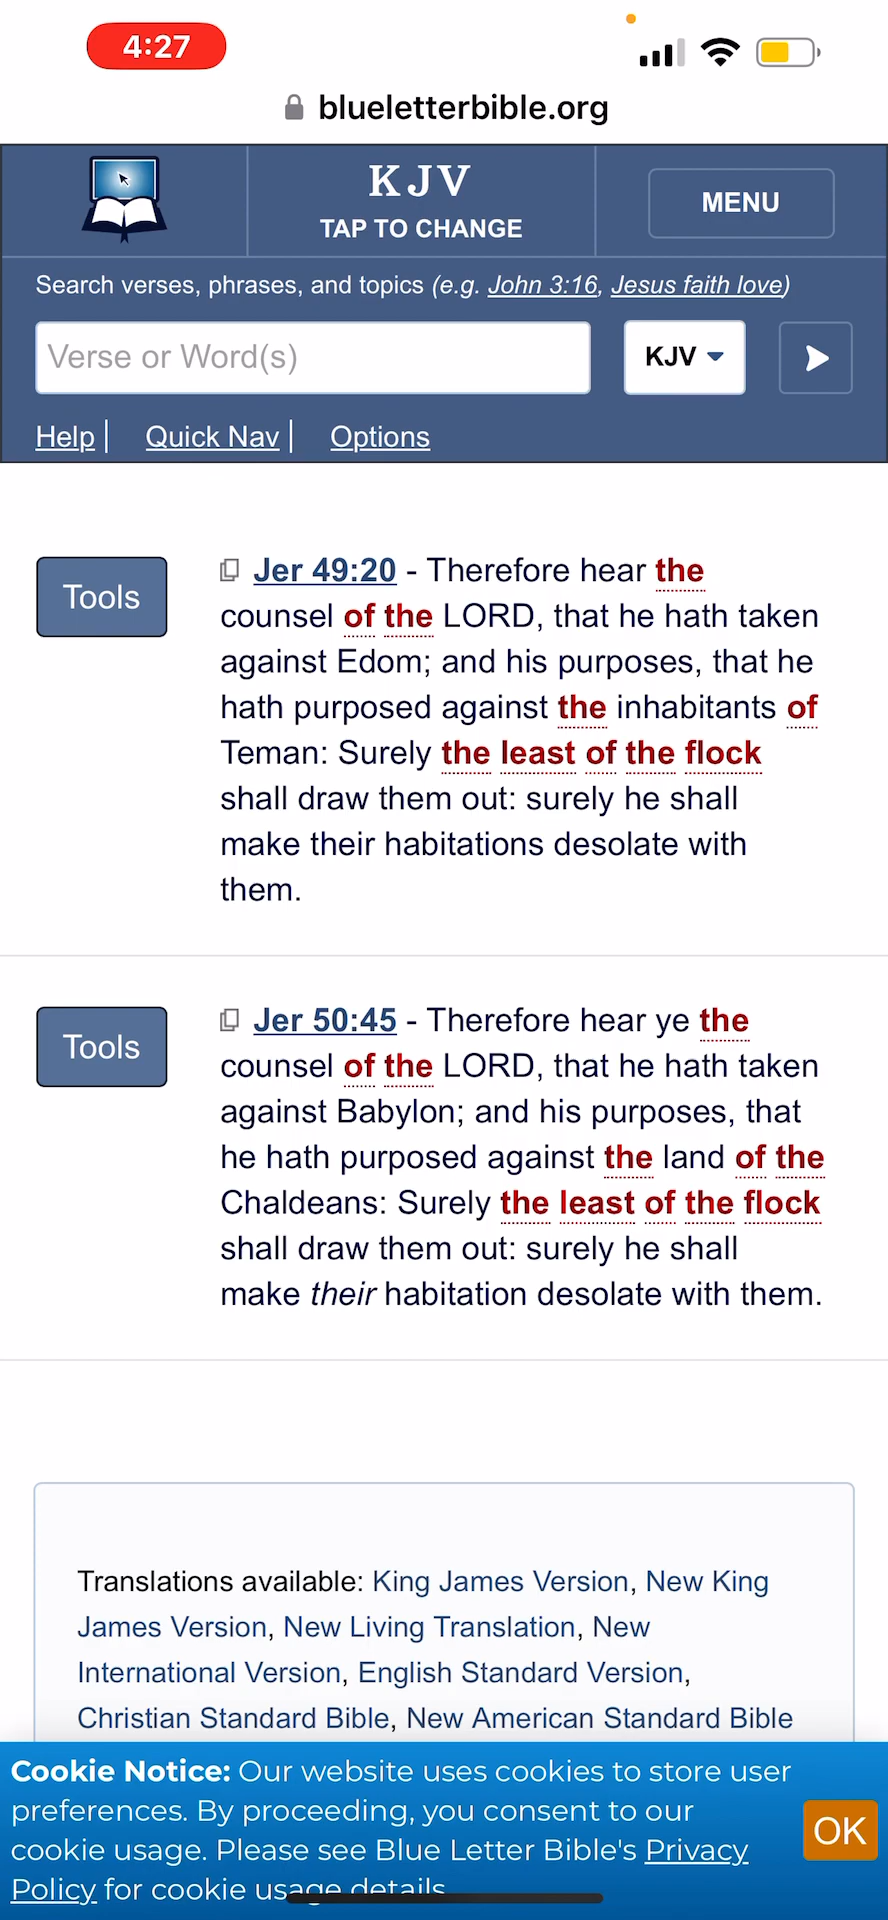 4:27
blueletterbible.org
KJV
TAP TO CHANGE
MENU
Search verses, phrases, and topics (e.g. John 3:16, Jesus faith love)
Verse or Word(s)
KJV
Help | Quick Nav | Options
Tools
Jer 49:20 - Therefore hear the
counsel of the LORD, that he hath taken
against Edom; and his purposes, that he
hath purposed against the inhabitants of
Teman: Surely the least of the flock
shall draw them out: surely he shall
make their habitations desolate with
them.
Tools
Jer 50:45 - Therefore hear ye the
counsel of the LORD, that he hath taken
against Babylon; and his purposes, that
he hath purposed against the land of the
Chaldeans: Surely the least of the flock
shall draw them out: surely he shall
make their habitation desolate with them.
Translations available: King James Version, New King
James Version, New Living Translation, New
International Version, English Standard Version,
Christian Standard Bible, New American Standard Bible
Cookie Notice: Our website uses cookies to store user
preferences. By proceeding, you consent to our
cookie usage. Please see Blue Letter Bible's Privacy
Policy for cookie usage details
OK